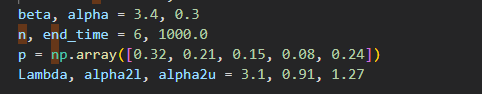 beta, alpha = 3.4, 0.3
n, end_time = 6, 1000.0
p = np.array([0.32, 0.21, 0.15, 0.08, 0.24])
Lambda, alpha2l, alpha2u = 3.1, 0.91, 1.27